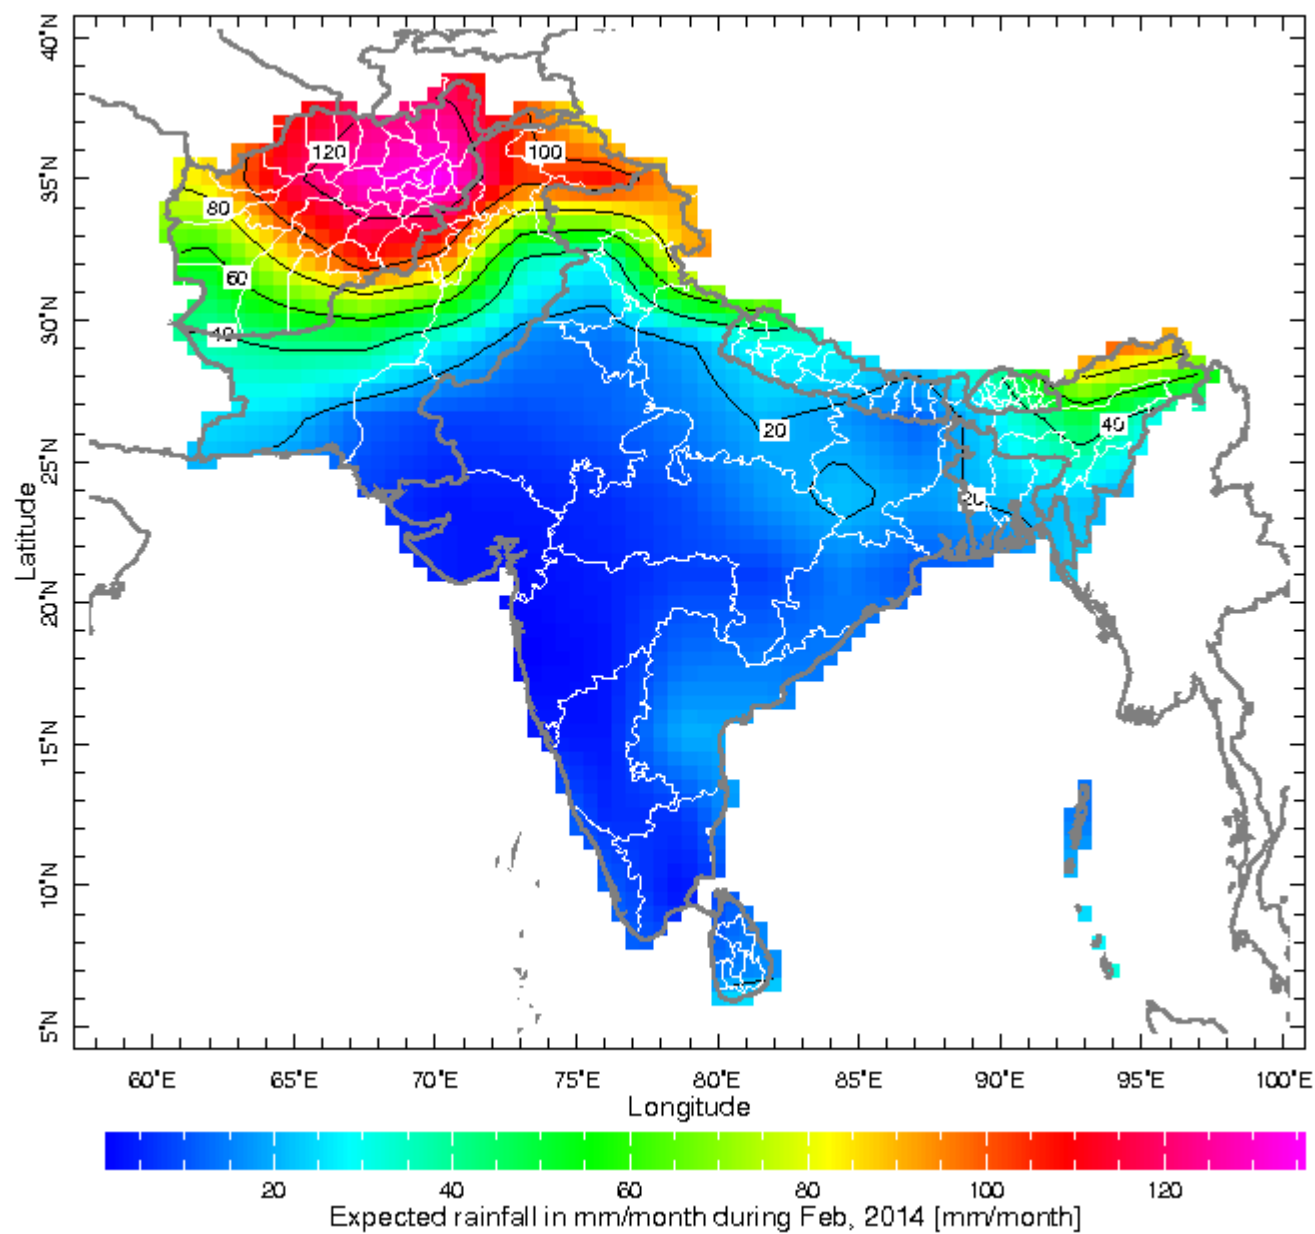 40°N
35°N
30°N
25°N
20°N
15°N
10°N
5°N
Latitude
120
100
80
60
40
20
40
20
60°E 65°E 70°E 75°E 80°E 85°E 90°E 95°E 100°E
Longitude
20 40 60 80 100 120
Expected rainfall in mm/month during Feb, 2014 [mm/month]